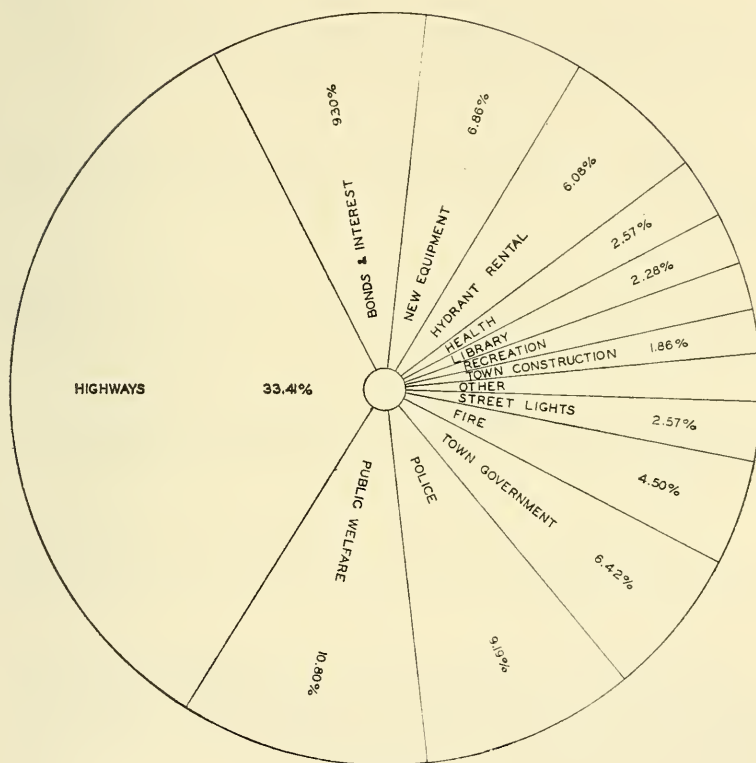 HIGHWAYS 33.41%
BONDS & INTEREST 9.30%
NEW EQUIPMENT 6.86%
HYDRANT RENTAL 6.08%
HEALTH 2.57%
LIBRARY 2.28%
RECREATION
TOWN CONSTRUCTION 1.86%
OTHER
STREET LIGHTS 2.57%
FIRE 4.50%
TOWN GOVERNMENT 6.42%
POLICE 9.19%
PUBLIC WELFARE 10.80%